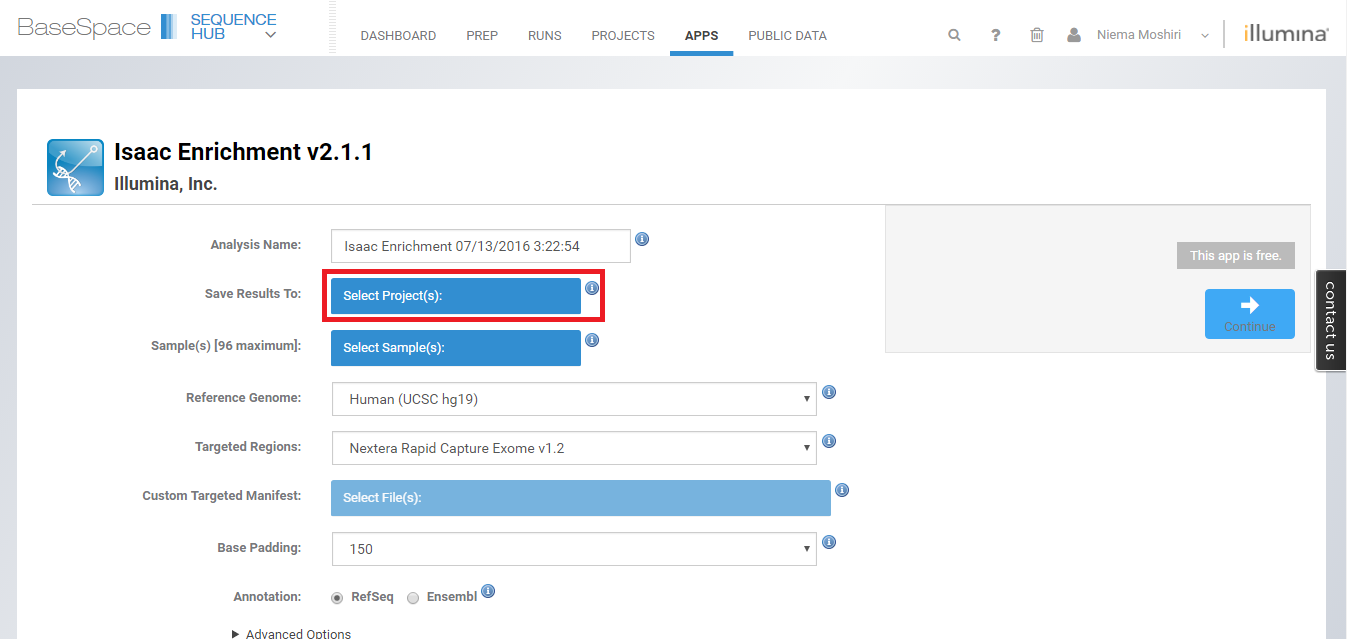 BaseSpace SEQUENCE HUB
DASHBOARD PREP RUNS PROJECTS APPS PUBLIC DATA
? Niema Moshiri illumina®
Isaac Enrichment v2.1.1
Illumina, Inc.
Analysis Name: Isaac Enrichment 07/13/2016 3:22:54
This app is free.
Save Results To: Select Project(s):
Continue
Sample(s) [96 maximum]: Select Sample(s):
contact us
Reference Genome: Human (UCSC hg19)
Targeted Regions: Nextera Rapid Capture Exome v1.2
Custom Targeted Manifest: Select File(s):
Base Padding: 150
Annotation: RefSeq Ensembl
Advanced Options